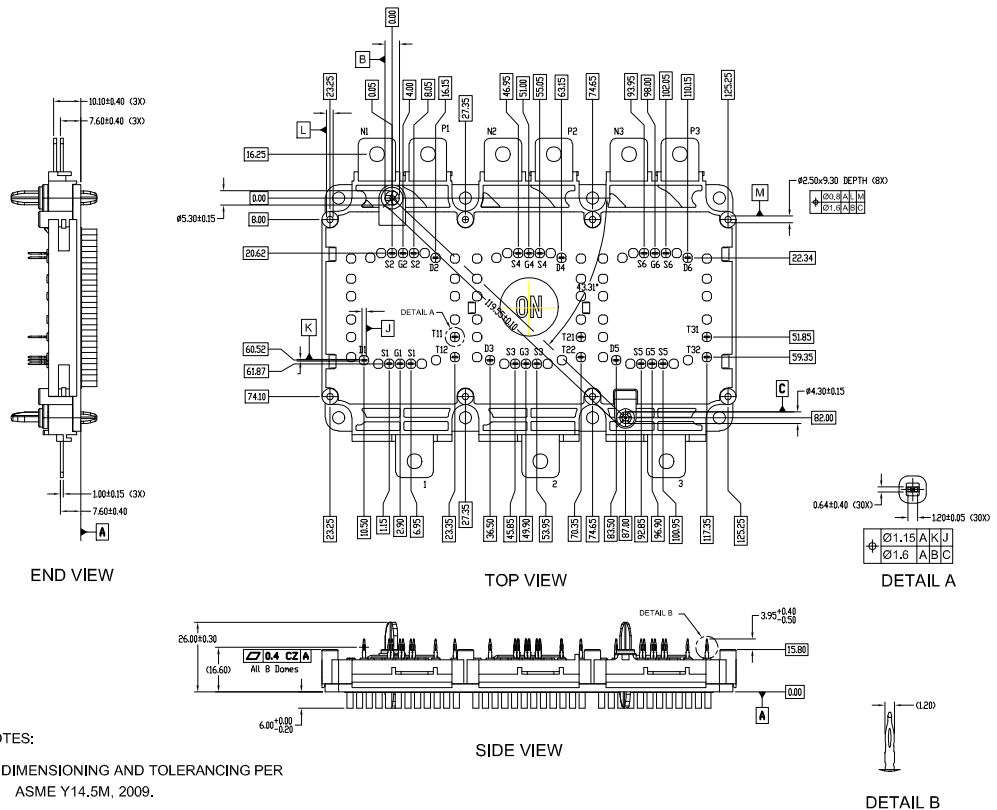 0.00
B
23.25
0.05
4.00
8.05
16.15
27.35
46.95
51.00
55.05
63.15
74.65
93.95
98.00
102.05
110.15
125.25
10.10±0.40 (3X)
7.60±0.40 (3X)
L
N1
P1
N2
P2
N3
P3
16.25
0.00
Ø5.30±0.15
8.00
20.62
Ø2.50x9.30 DEPTH (8X)
Ø0.8 A L M
Ø1.6 A B C
M
S2 G2 S2 D2
S4 G4 S4 D4
S6 G6 S6 D6
22.34
ON
43.31°
119.56±0.10
DETAIL A
K
J
T11
T21
T31
51.85
60.52
D1
S1 G1 S1
T12
D3
S3 G3 S3
T22
D5
S5 G5 S5
T32
59.35
61.87
74.10
C
Ø4.30±0.15
82.00
1
2
3
1.00±0.15 (3X)
7.60±0.40
A
23.25
10.50
1.15
2.90
6.95
23.35
27.35
36.50
45.85
49.90
53.95
70.35
74.65
83.50
87.00
92.85
96.90
100.95
117.35
125.25
0.64±0.40 (30X)
1.20±0.05 (30X)
Ø1.15 A K J
Ø1.6 A B C
END VIEW
TOP VIEW
DETAIL A
DETAIL B
3.95+0.40 -0.50
26.00±0.30
(16.60)
0.4 CZ A
All 8 Domes
15.80
0.00
A
6.00+0.00 -0.20
SIDE VIEW
(1.20)
DETAIL B
OTES:
DIMENSIONING AND TOLERANCING PER
ASME Y14.5M, 2009.